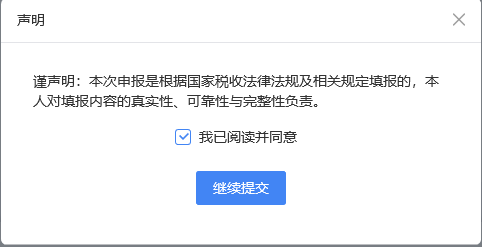 声明
谨声明：本次申报是根据国家税收法律法规及相关规定填报的，本
人对填报内容的真实性、可靠性与完整性负责。
我已阅读并同意
继续提交